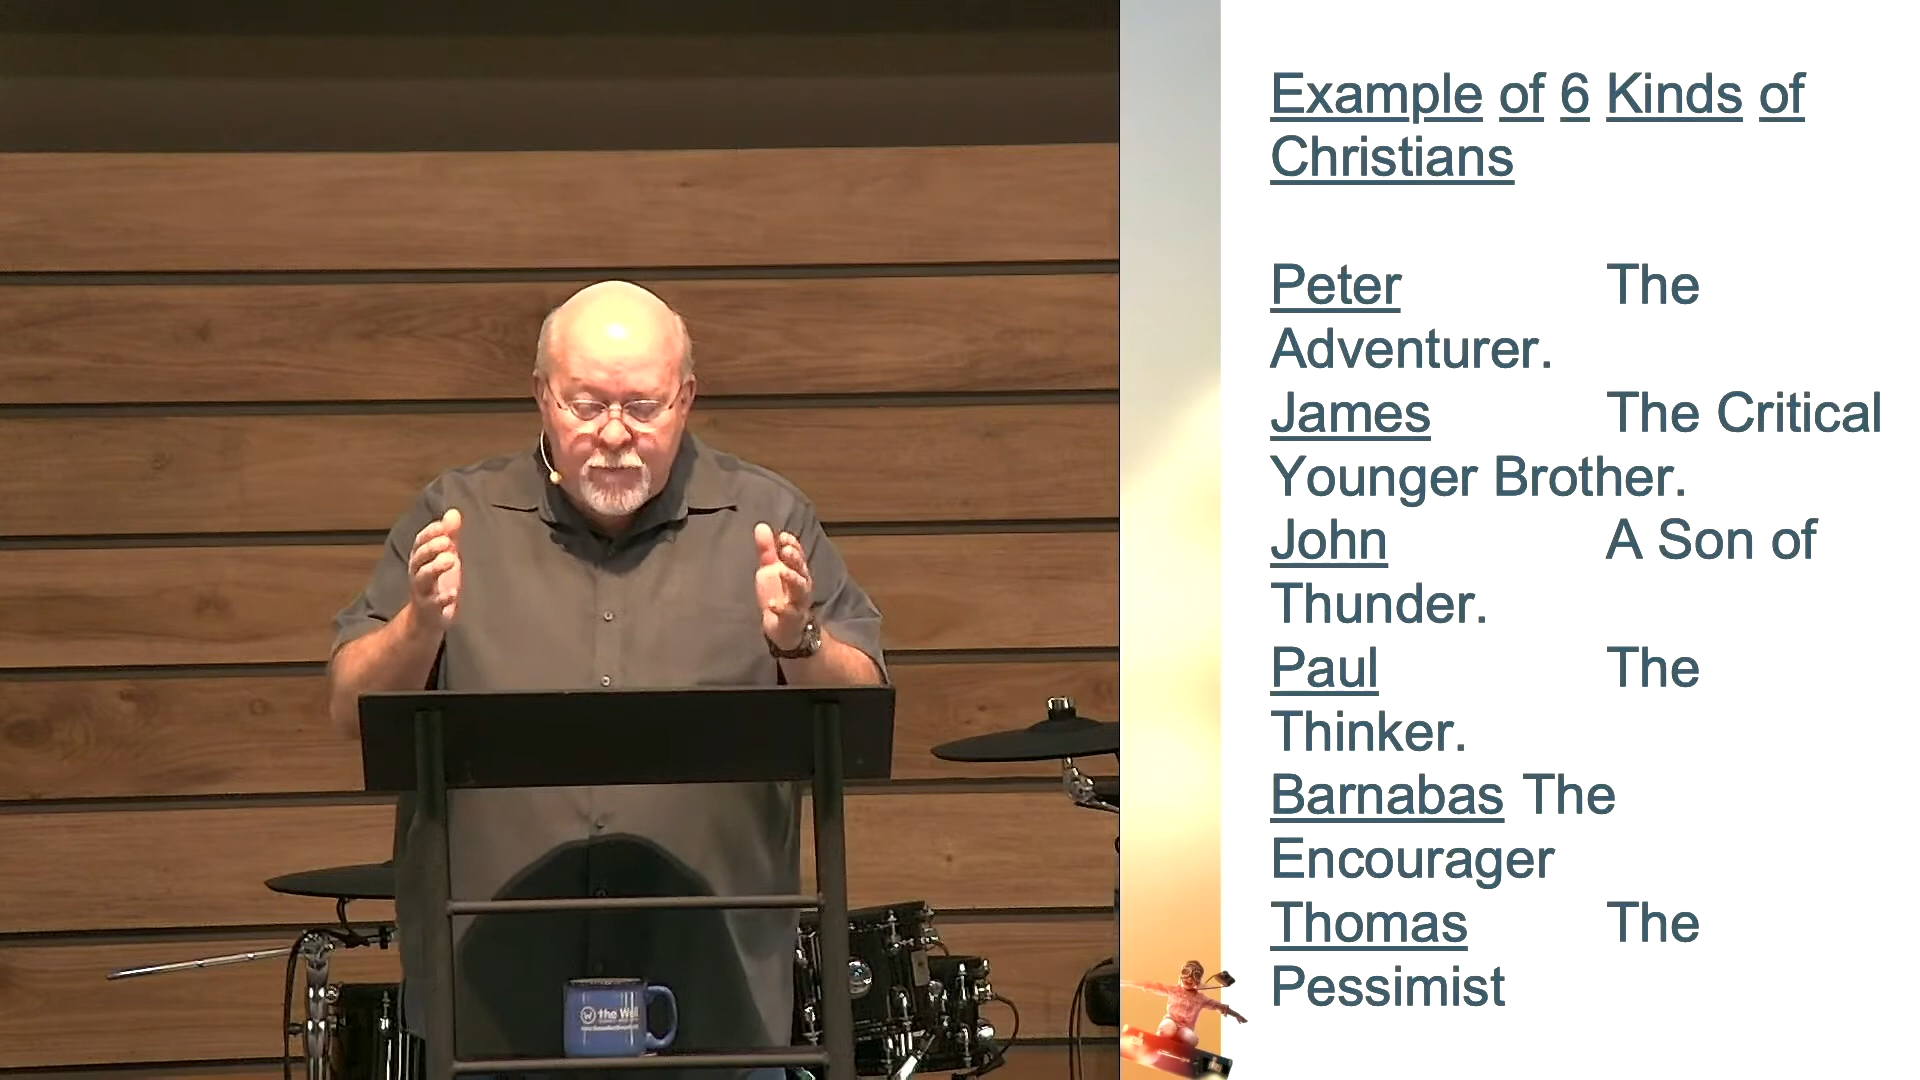 Example of 6 Kinds of
Christians
Peter The
Adventurer.
James The Critical
Younger Brother.
John A Son of
Thunder.
Paul The
Thinker.
Barnabas The
Encourager
Thomas The
Pessimist
the Well